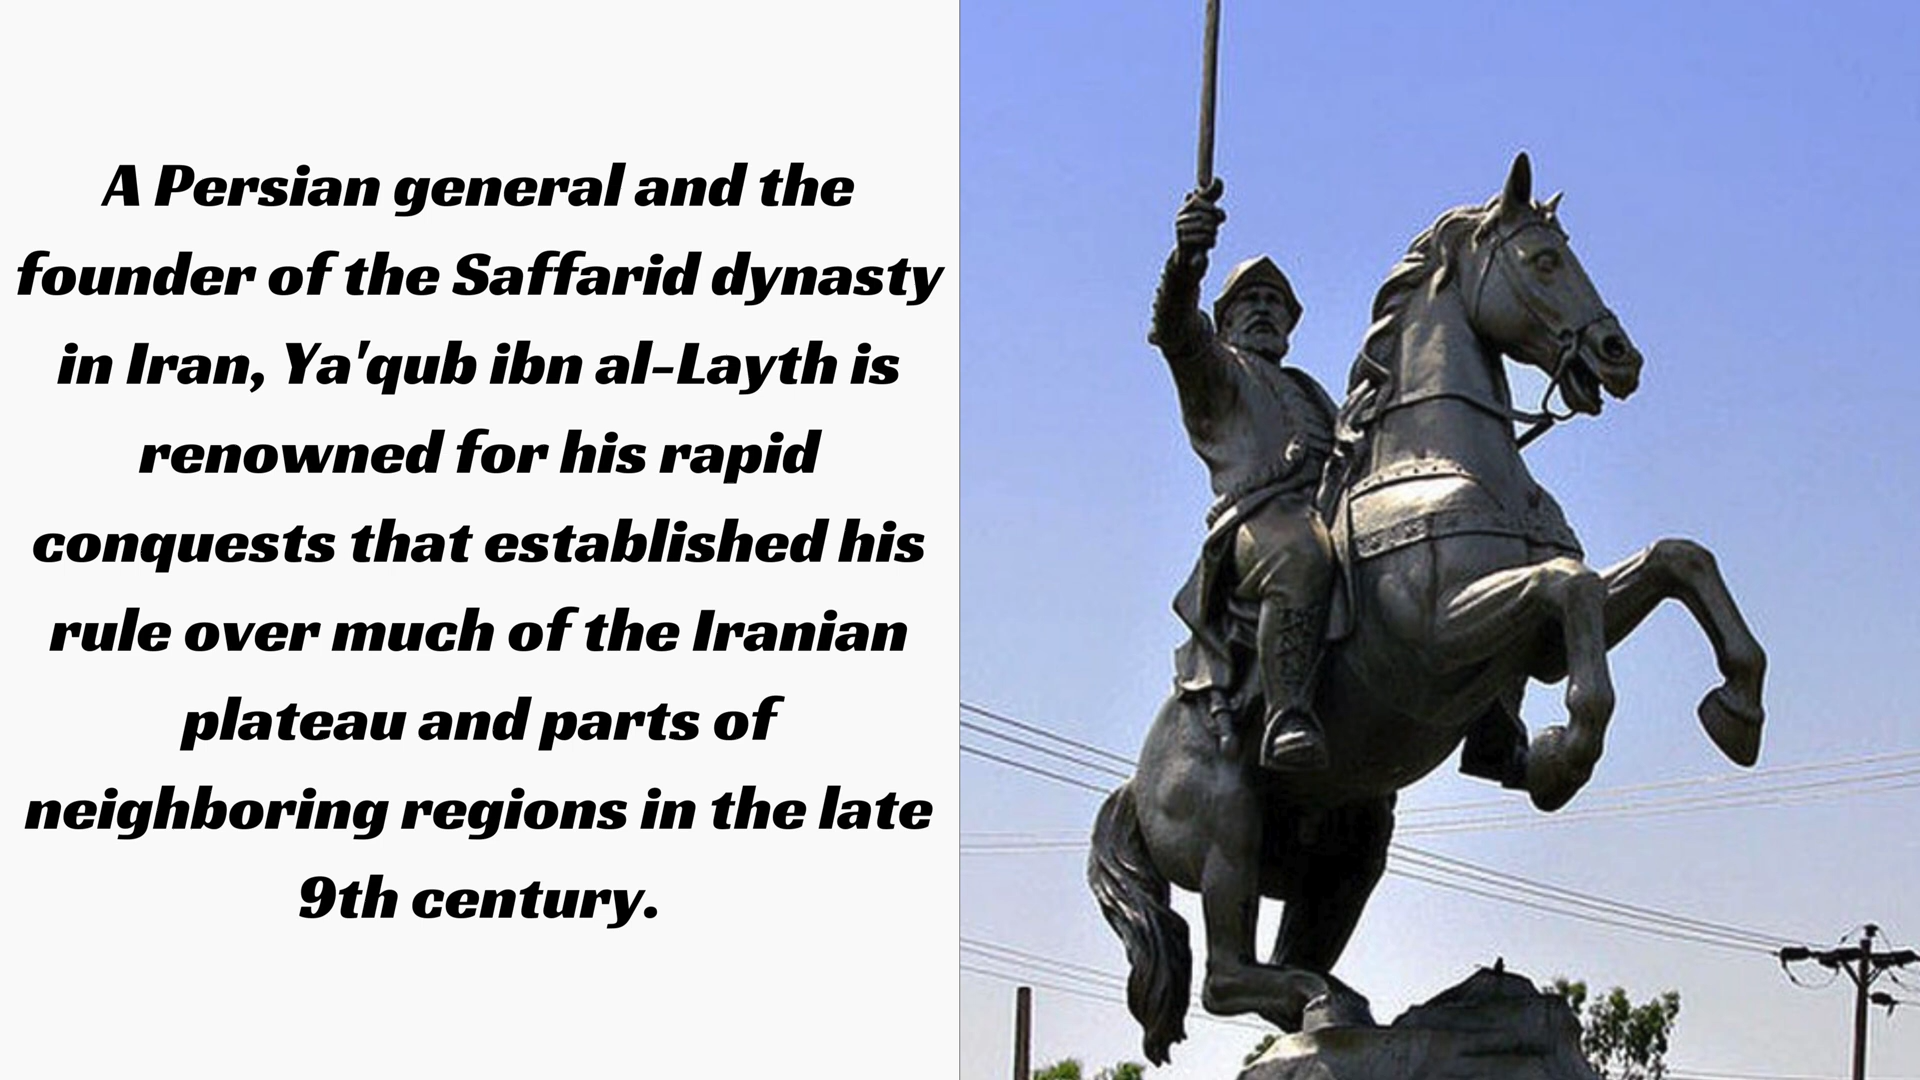 A Persian general and the
founder of the Saffarid dynasty
in Iran, Ya'qub ibn al-Layth is
renowned for his rapid
conquests that established his
rule over much of the Iranian
plateau and parts of
neighboring regions in the late
9th century.